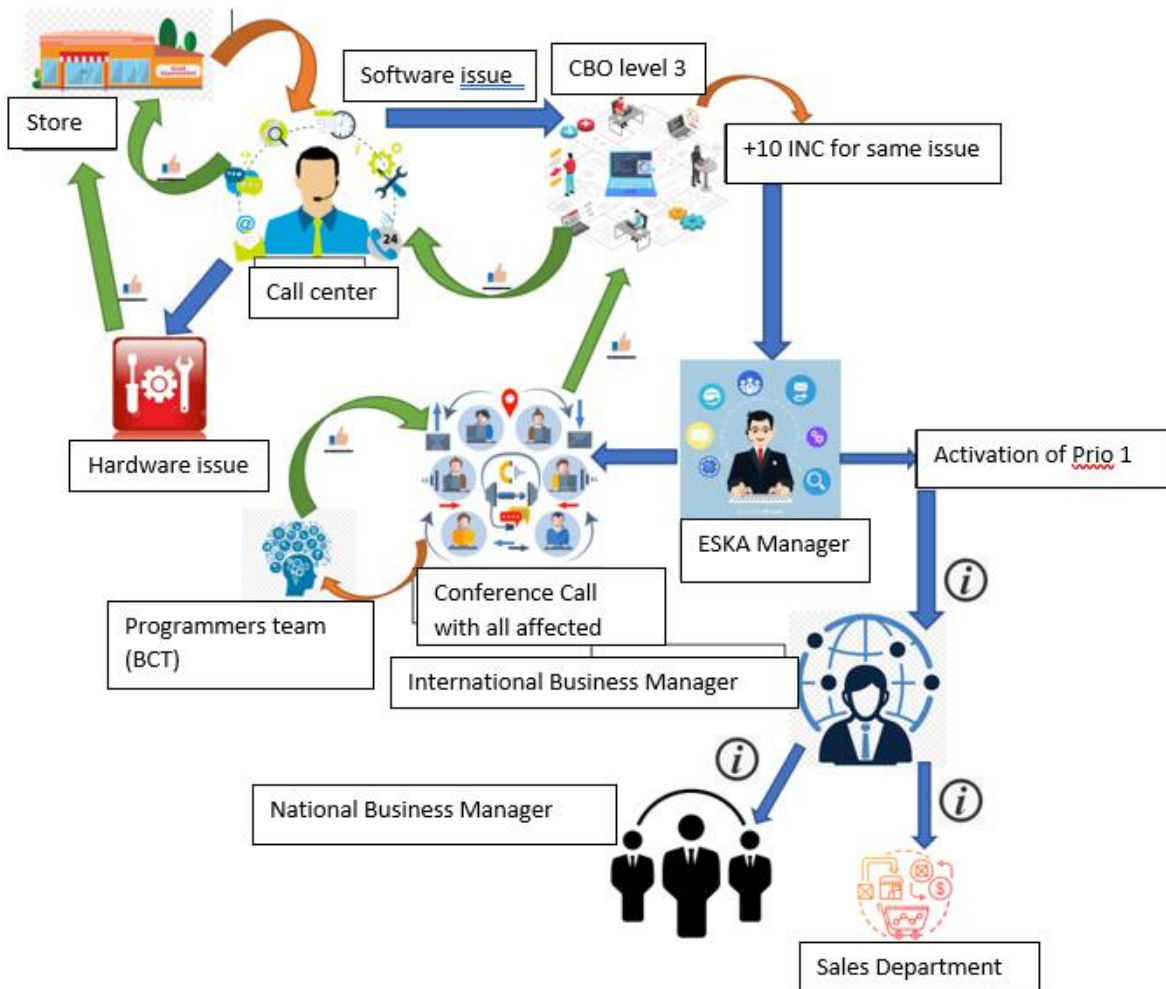 Store
Software issue
CBO level 3
+10 INC for same issue
Call center
24
@
Hardware issue
ESKA Manager
Activation of Prio 1
i
Programmers team
(BCT)
Conference Call
with all affected
International Business Manager
National Business Manager
i
i
$
Sales Department